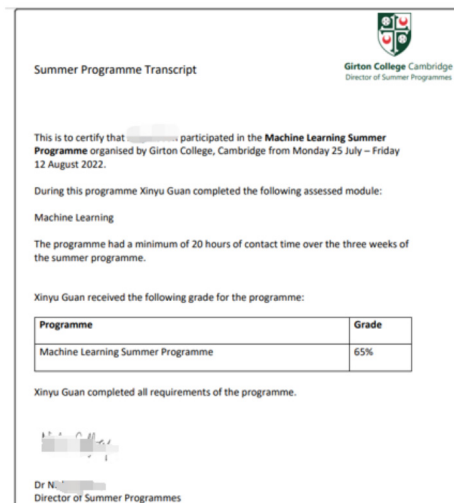 Girton College Cambridge
Director of Summer Programmes
Summer Programme Transcript
This is to certify that participated in the Machine Learning Summer
Programme organised by Girton College, Cambridge from Monday 25 July – Friday
12 August 2022.
During this programme Xinyu Guan completed the following assessed module:
Machine Learning
The programme had a minimum of 20 hours of contact time over the three weeks of
the summer programme.
Xinyu Guan received the following grade for the programme:
Programme Grade
Machine Learning Summer Programme 65%
Xinyu Guan completed all requirements of the programme.
Dr
Director of Summer Programmes